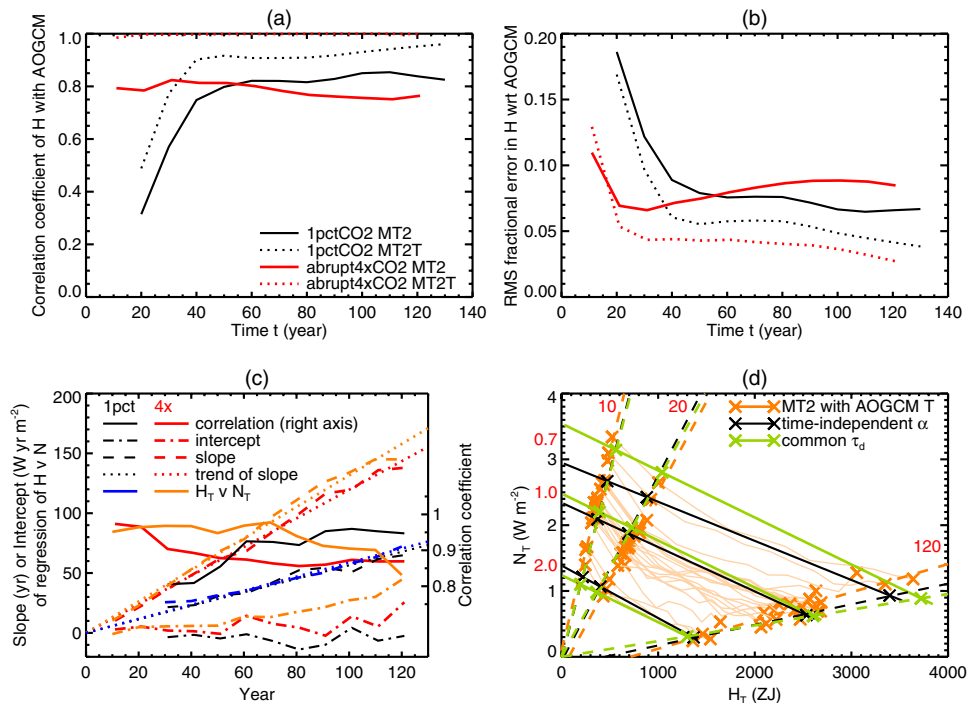 (a)
Correlation coefficient of H with AOGCM
1.0
0.8
0.6
0.4
0.2
0.0
1pctCO2 MT2
1pctCO2 MT2T
abrupt4xCO2 MT2
abrupt4xCO2 MT2T
0 20 40 60 80 100 120 140
Time t (year)
(b)
RMS fractional error in H wrt AOGCM
0.20
0.15
0.10
0.05
0.00
0 20 40 60 80 100 120 140
Time t (year)
(c)
Slope (yr) or Intercept (W yr m⁻²)
of regression of H v N
200
150
100
50
0
1pct 4x
correlation (right axis)
intercept
slope
trend of slope
H_T v N_T
1
0.9
0.8
Correlation coefficient
0 20 40 60 80 100 120
Year
(d)
N_T (W m⁻²)
4
3
2
1
0
10
20
MT2 with AOGCM T
time-independent α
common τ_d
0.7
1.0
2.0
120
0 1000 2000 3000 4000
H_T (ZJ)